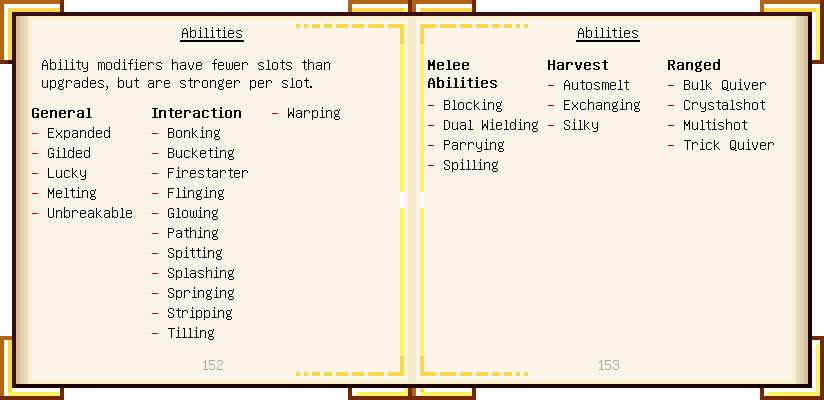 Abilities
Ability modifiers have fewer slots than
upgrades, but are stronger per slot.
General
- Expanded
- Gilded
- Lucky
- Melting
- Unbreakable
Interaction
- Bonking
- Bucketing
- Firestarter
- Flinging
- Glowing
- Pathing
- Spitting
- Splashing
- Springing
- Stripping
- Tilling
- Warping
152
Abilities
Melee
Abilities
- Blocking
- Dual Wielding
- Parrying
- Spilling
Harvest
- Autosmelt
- Exchanging
- Silky
Ranged
- Bulk Quiver
- Crystalshot
- Multishot
- Trick Quiver
153